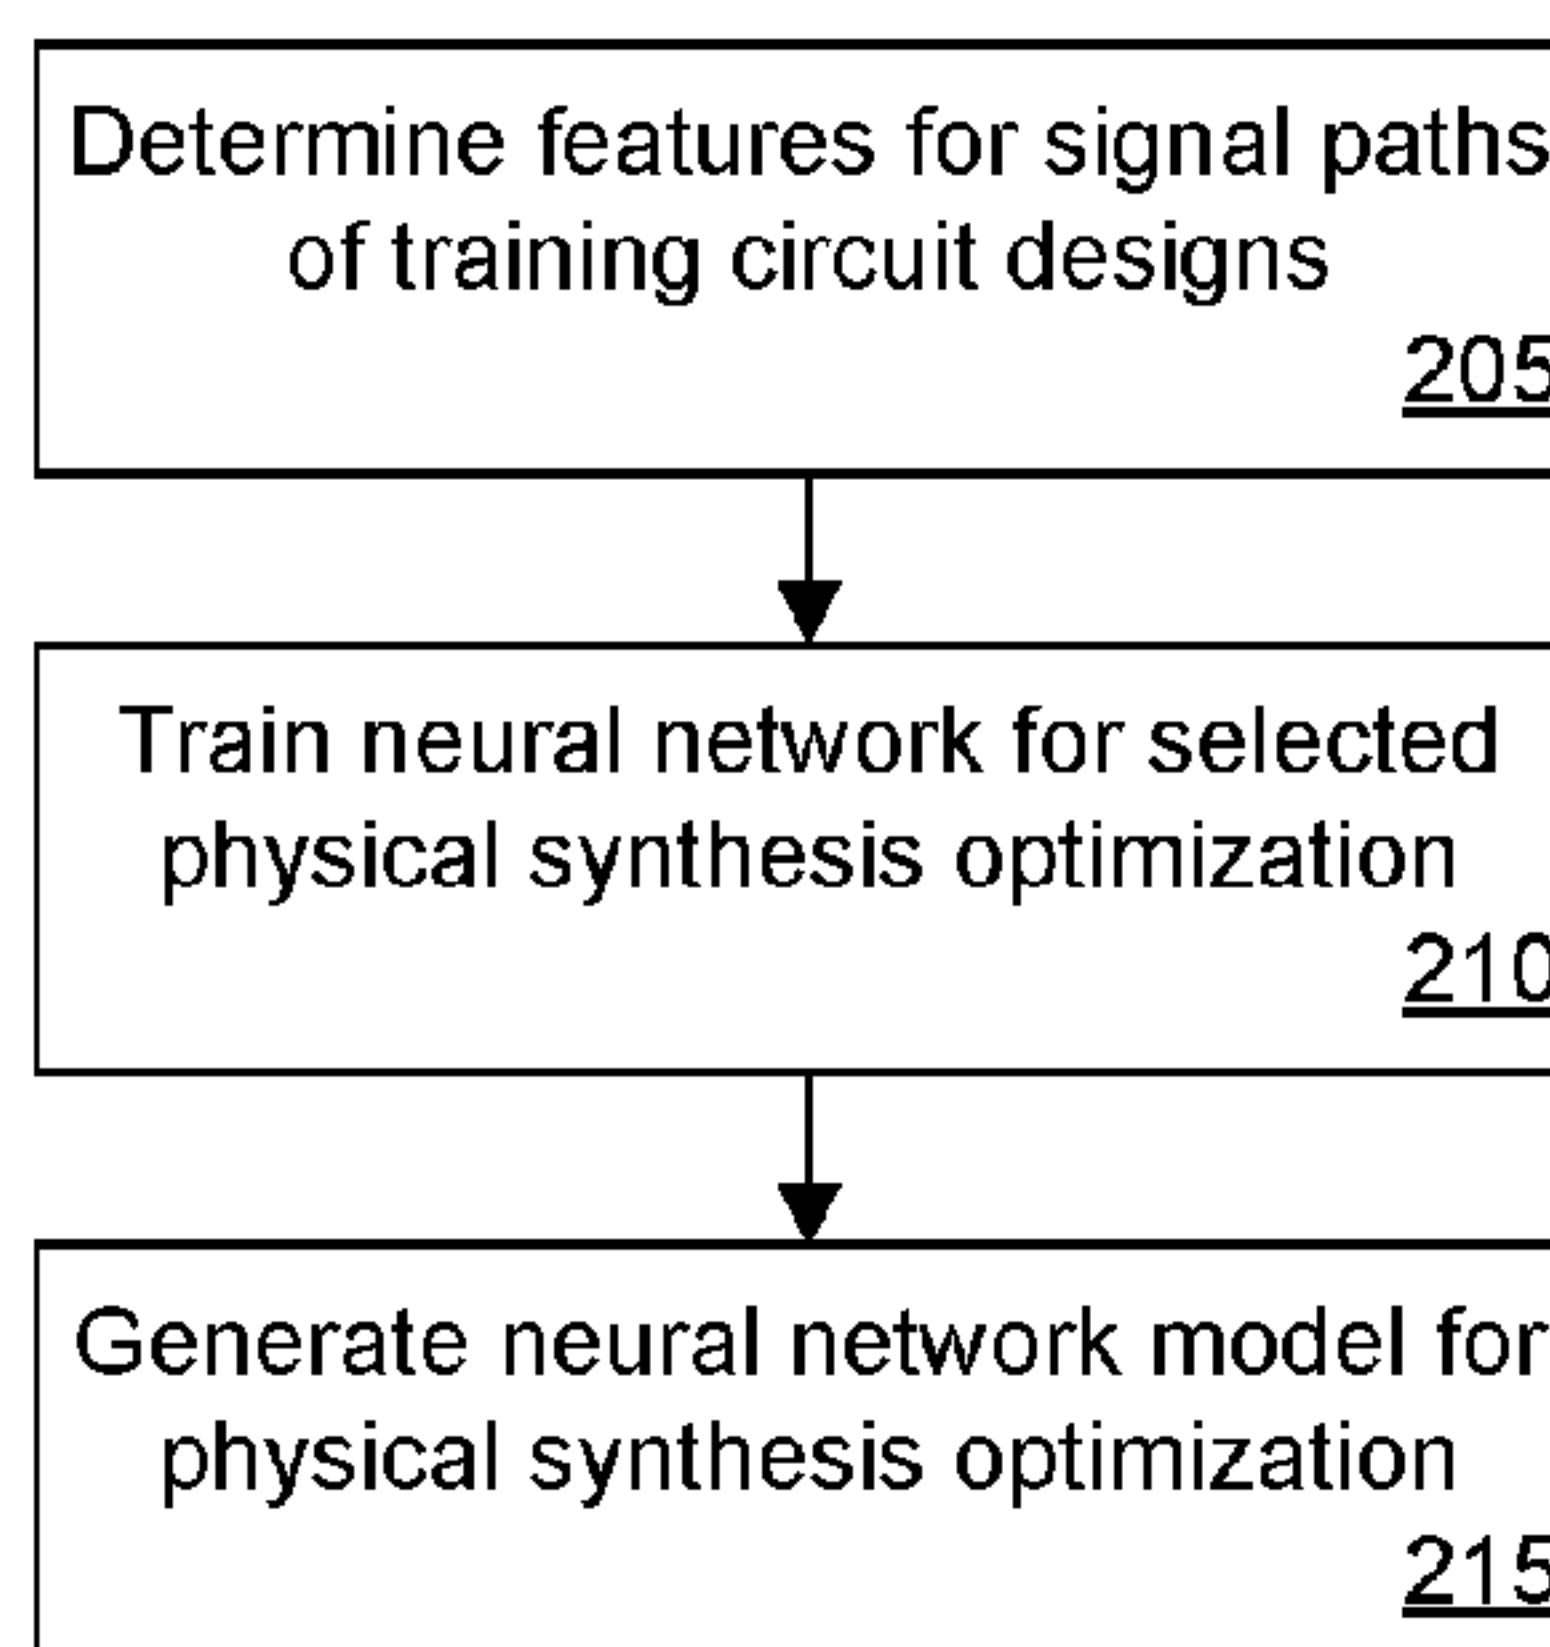 Determine features for signal paths
of training circuit designs
205
Train neural network for selected
physical synthesis optimization
210
Generate neural network model for
physical synthesis optimization
215